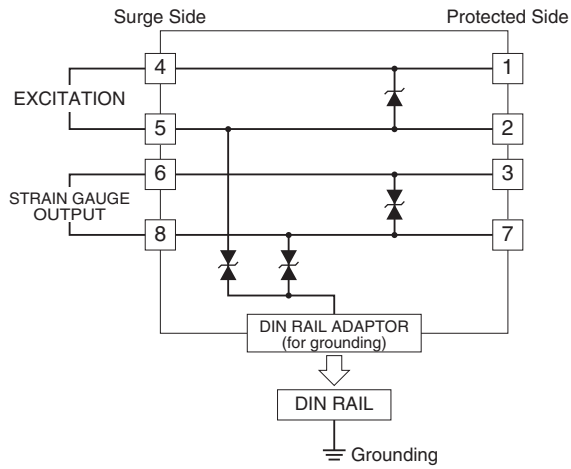 Surge Side
Protected Side
4
1
EXCITATION
5
2
6
3
STRAIN GAUGE
OUTPUT
8
7
DIN RAIL ADAPTOR
(for grounding)
DIN RAIL
Grounding